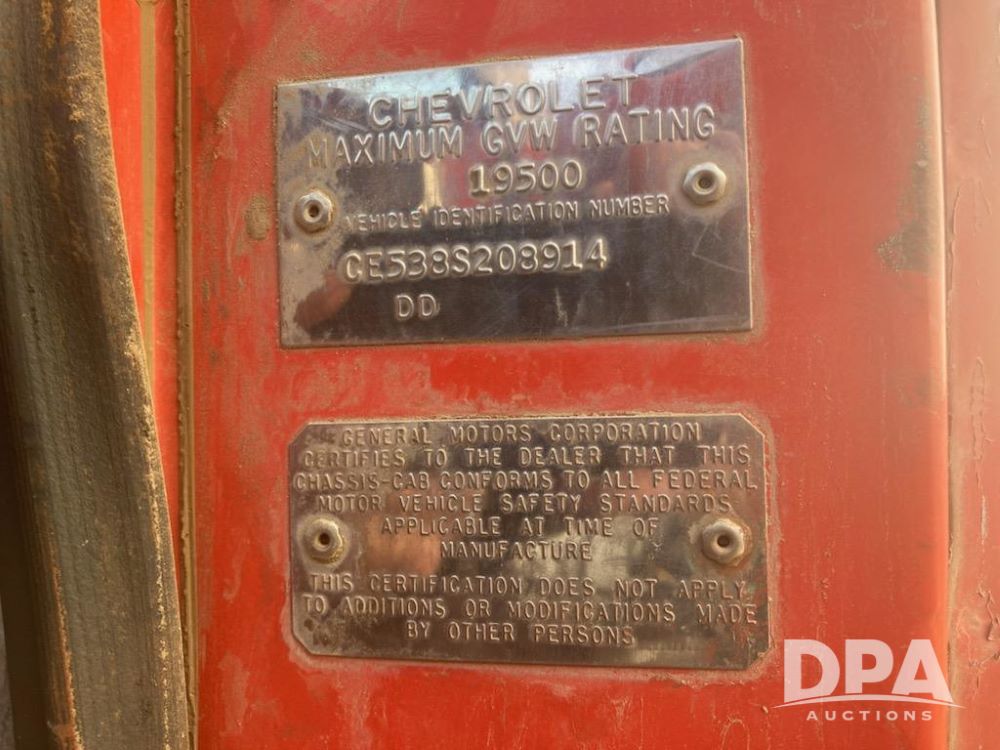 CHEVROLET
MAXIMUM GVW RATING
19500
VEHICLE IDENTIFICATION NUMBER
CE538S208914
DD
GENERAL MOTORS CORPORATION
CERTIFIES TO THE DEALER THAT THIS
CHASSIS-CAB CONFORMS TO ALL FEDERAL
MOTOR VEHICLE SAFETY STANDARDS
APPLICABLE AT TIME OF
MANUFACTURE
THIS CERTIFICATION DOES NOT APPLY
TO ADDITIONS OR MODIFICATIONS MADE
BY OTHER PERSONS
DPA
AUCTIONS